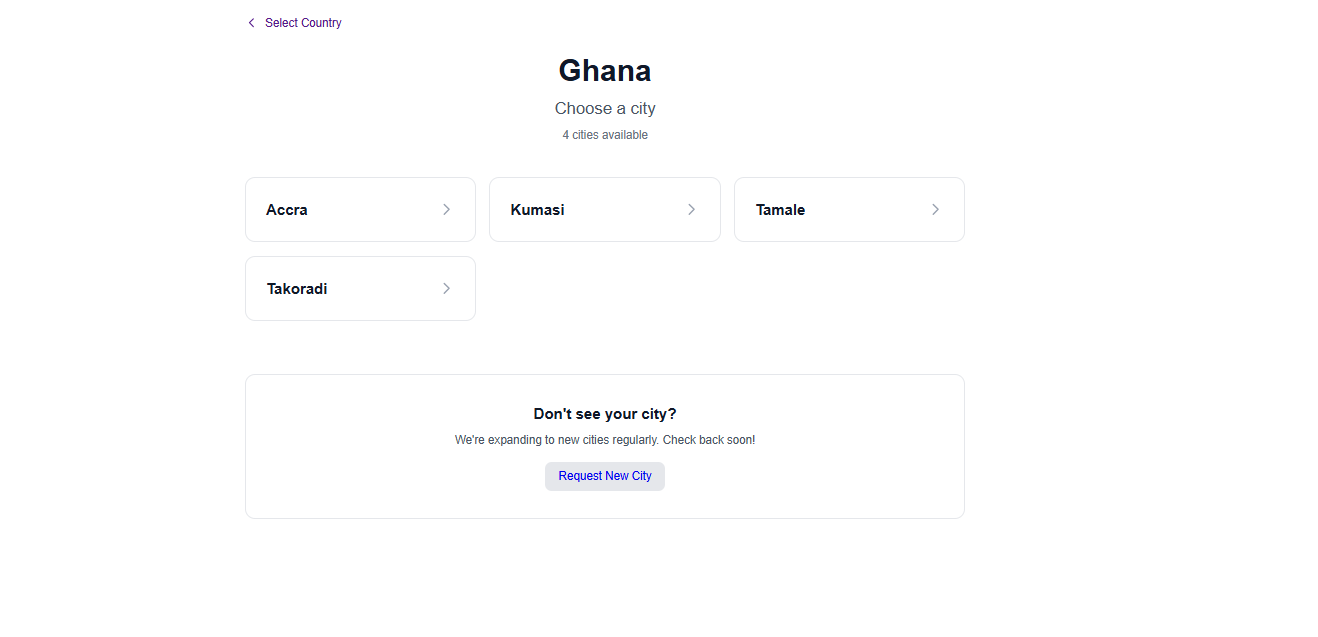 Select Country
Ghana
Choose a city
4 cities available
Accra
Kumasi
Tamale
Takoradi
Don't see your city?
We're expanding to new cities regularly. Check back soon!
Request New City